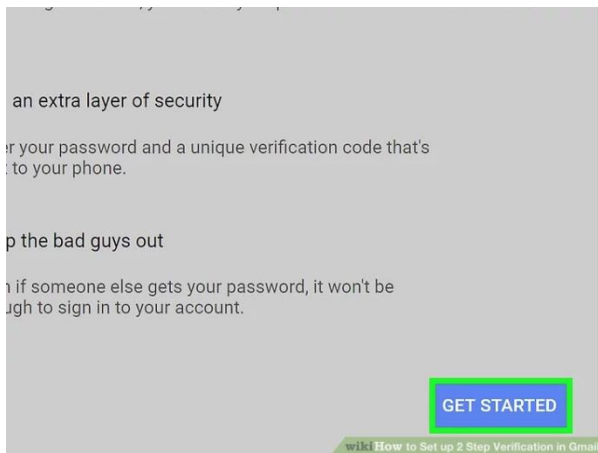 an extra layer of security
er your password and a unique verification code that's
to your phone.
p the bad guys out
if someone else gets your password, it won't be
ugh to sign in to your account.
GET STARTED
wikiHow to Set up 2 Step Verification in Gmail